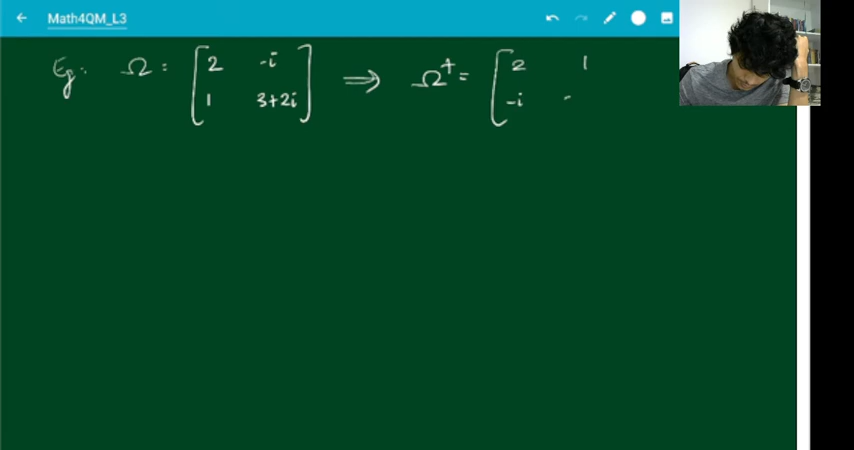 Math4QM_L3
Eg: Ω = [ 2 -i ⟹ Ω† = [ 2 1
1 3+2i ] -i -